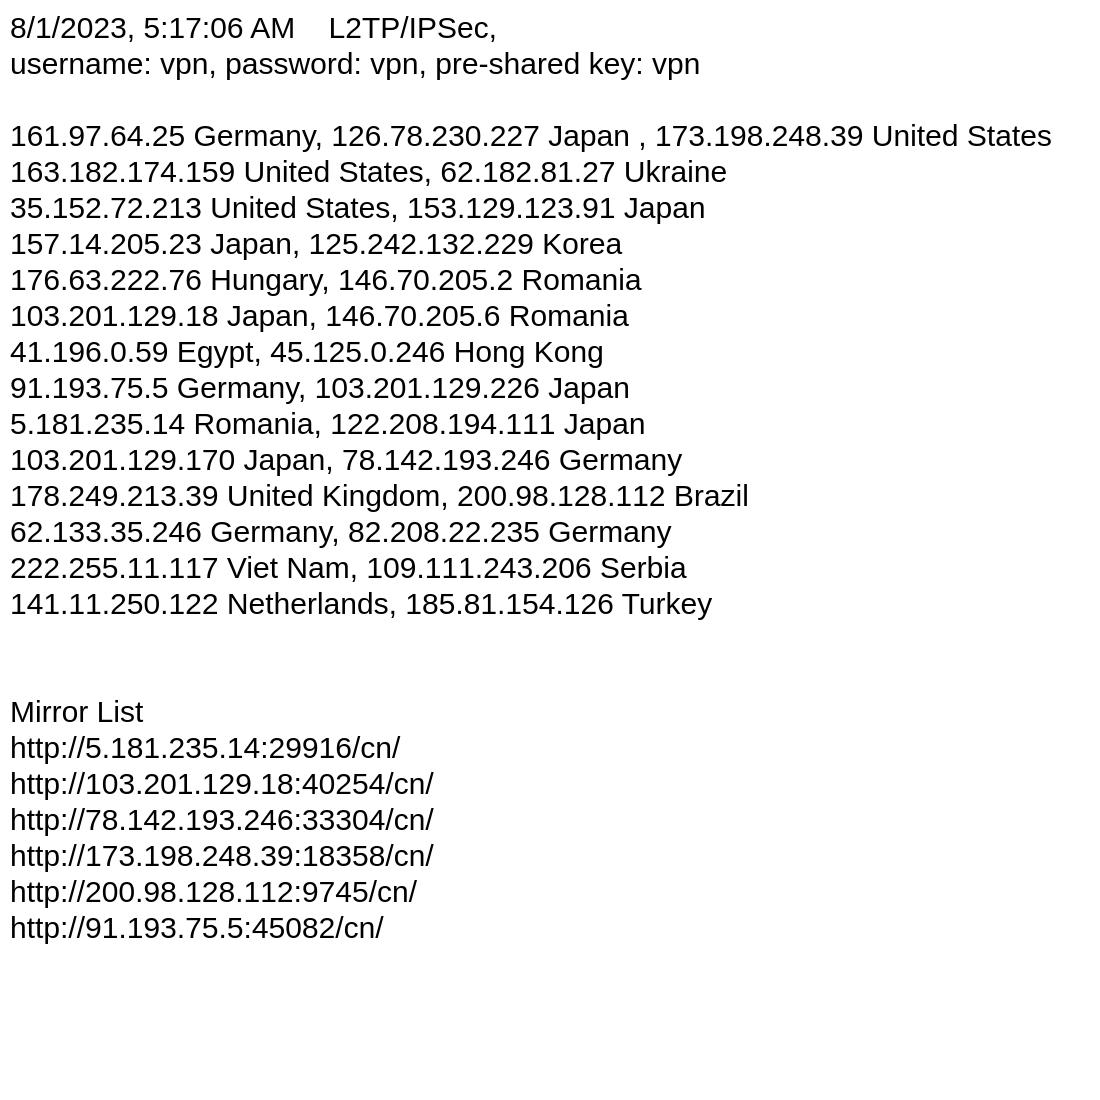 8/1/2023, 5:17:06 AM    L2TP/IPSec,
username: vpn, password: vpn, pre-shared key: vpn
161.97.64.25 Germany, 126.78.230.227 Japan , 173.198.248.39 United States
163.182.174.159 United States, 62.182.81.27 Ukraine
35.152.72.213 United States, 153.129.123.91 Japan
157.14.205.23 Japan, 125.242.132.229 Korea
176.63.222.76 Hungary, 146.70.205.2 Romania
103.201.129.18 Japan, 146.70.205.6 Romania
41.196.0.59 Egypt, 45.125.0.246 Hong Kong
91.193.75.5 Germany, 103.201.129.226 Japan
5.181.235.14 Romania, 122.208.194.111 Japan
103.201.129.170 Japan, 78.142.193.246 Germany
178.249.213.39 United Kingdom, 200.98.128.112 Brazil
62.133.35.246 Germany, 82.208.22.235 Germany
222.255.11.117 Viet Nam, 109.111.243.206 Serbia
141.11.250.122 Netherlands, 185.81.154.126 Turkey
Mirror List
http://5.181.235.14:29916/cn/
http://103.201.129.18:40254/cn/
http://78.142.193.246:33304/cn/
http://173.198.248.39:18358/cn/
http://200.98.128.112:9745/cn/
http://91.193.75.5:45082/cn/